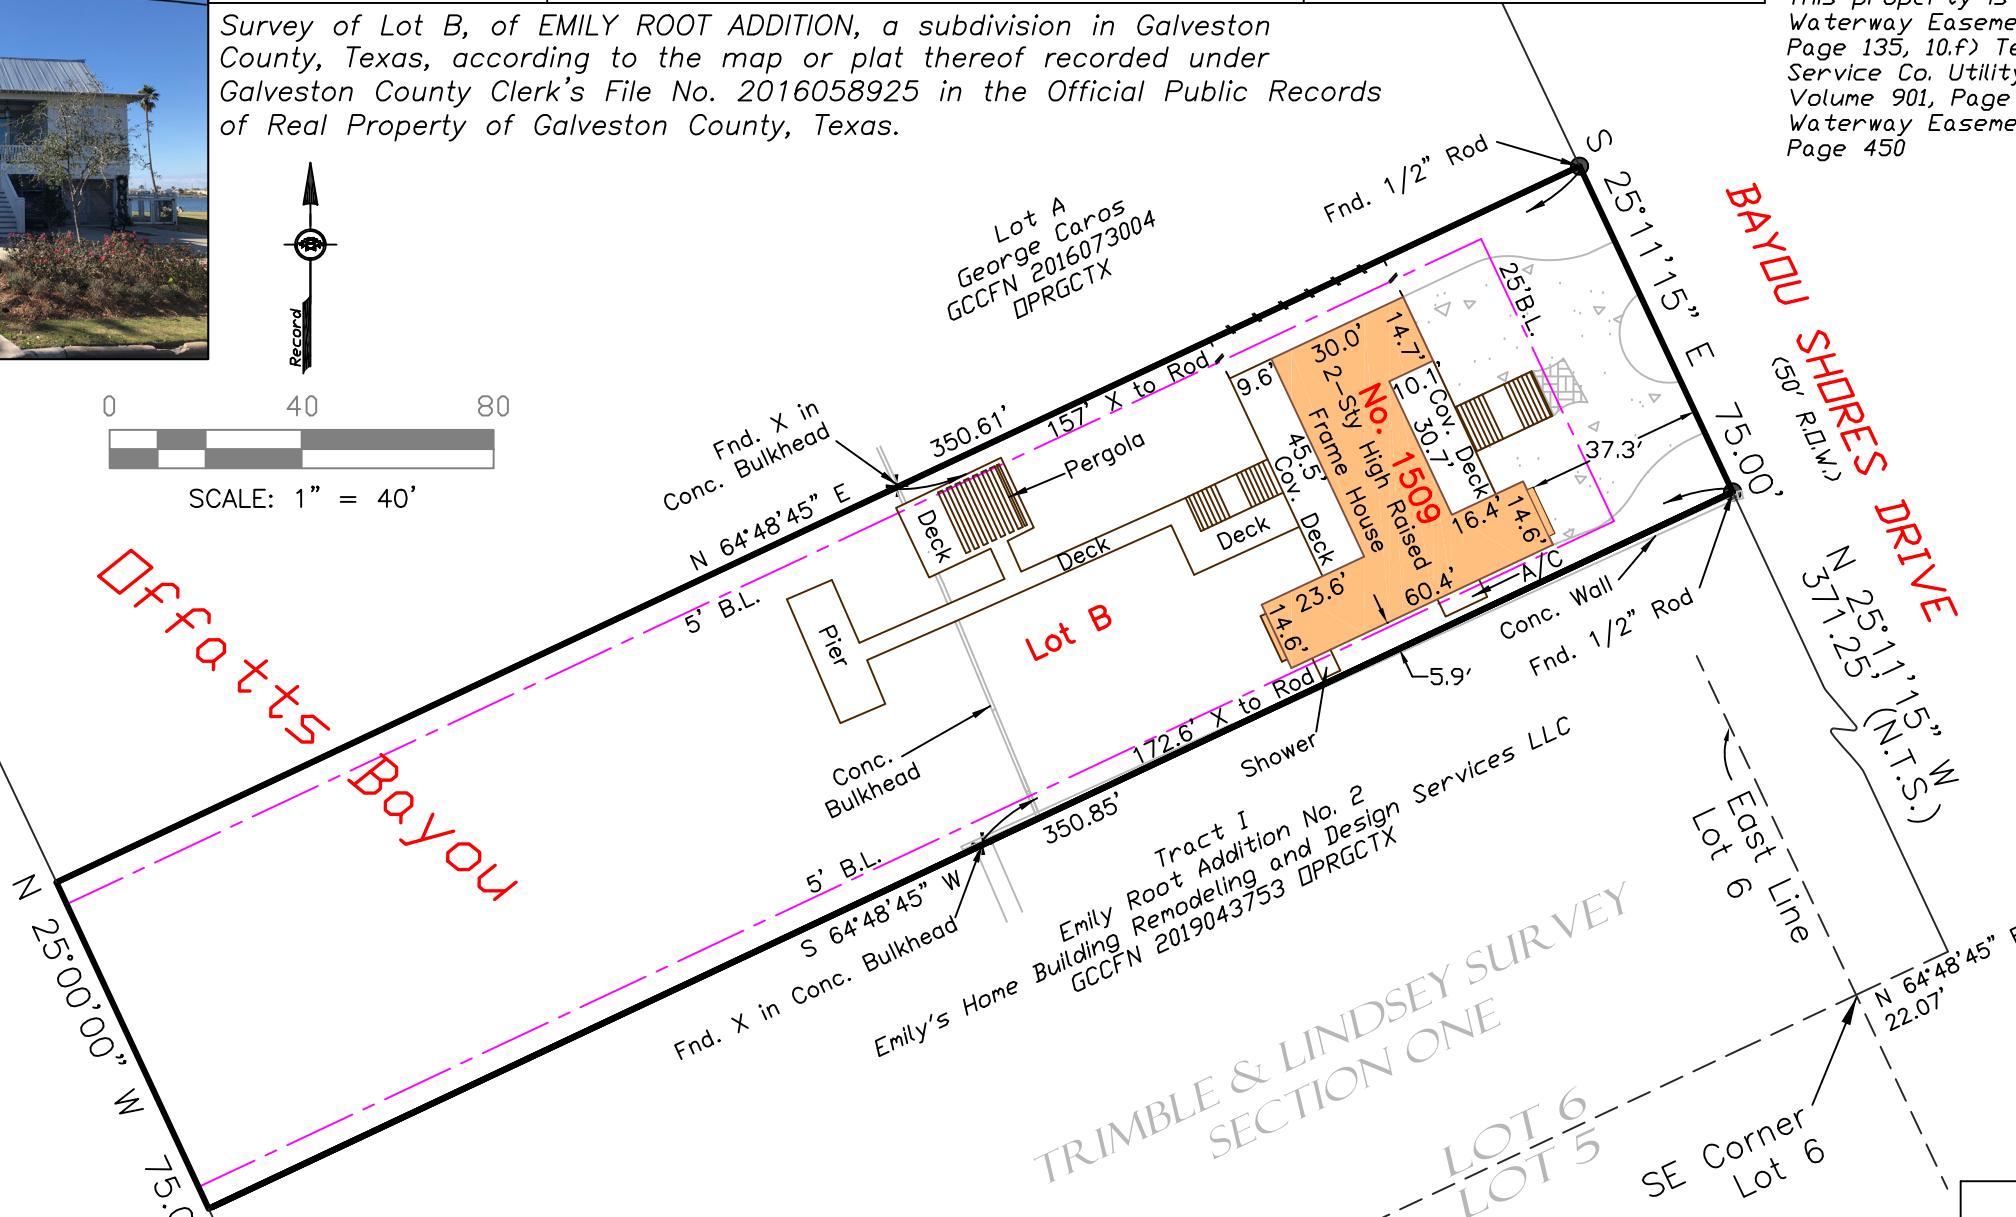 Survey of Lot B, of EMILY ROOT ADDITION, a subdivision in Galveston
County, Texas, according to the map or plat thereof recorded under
Galveston County Clerk's File No. 2016058925 in the Official Public Records
of Real Property of Galveston County, Texas.
This property is
Waterway Easeme
Page 135, 10.f) Te
Service Co. Utility
Volume 901, Page
Waterway Easeme
Page 450
Record
0 40 80
SCALE: 1" = 40'
Lot A
George Caros
GCCFN 2016073004
OPRGCTX
Fnd. 1/2" Rod
S 25°11'15" E 75.00'
BAYOU SHORES DRIVE
(50' R.O.W.)
25'B.L.
Fnd. X in
Conc. Bulkhead
350.61'
157' X to Rod
N 64°48'45" E
5' B.L.
Pergola
Deck
Deck
Deck
Pier
9.6'
30.0'
14.7'
10.1'
Cov. Deck
30.7'
No. 1509
2-Sty High Raised
Frame House
45.5'
Cov. Deck
37.3'
16.4'
14.6'
60.4'
23.6'
14.6'
A/C
Conc. Wall
Fnd. 1/2" Rod
5.9'
Lot B
172.6' X to Rod
Shower
Conc.
Bulkhead
350.85'
5' B.L.
S 64°48'45" W
Fnd. X in Conc. Bulkhead
Offatts Bayou
N 25°00'00" W
75.0
Tract I
Emily Root Addition No. 2
Emily's Home Building Remodeling and Design Services LLC
GCCFN 2019043753 OPRGCTX
N 25°11'15" W
371.25'
(N.T.S.)
East Line
Lot 6
N 64°48'45" E
22.07'
TRIMBLE & LINDSEY SURVEY
SECTION ONE
LOT 6
LOT 5
SE Corner
Lot 6